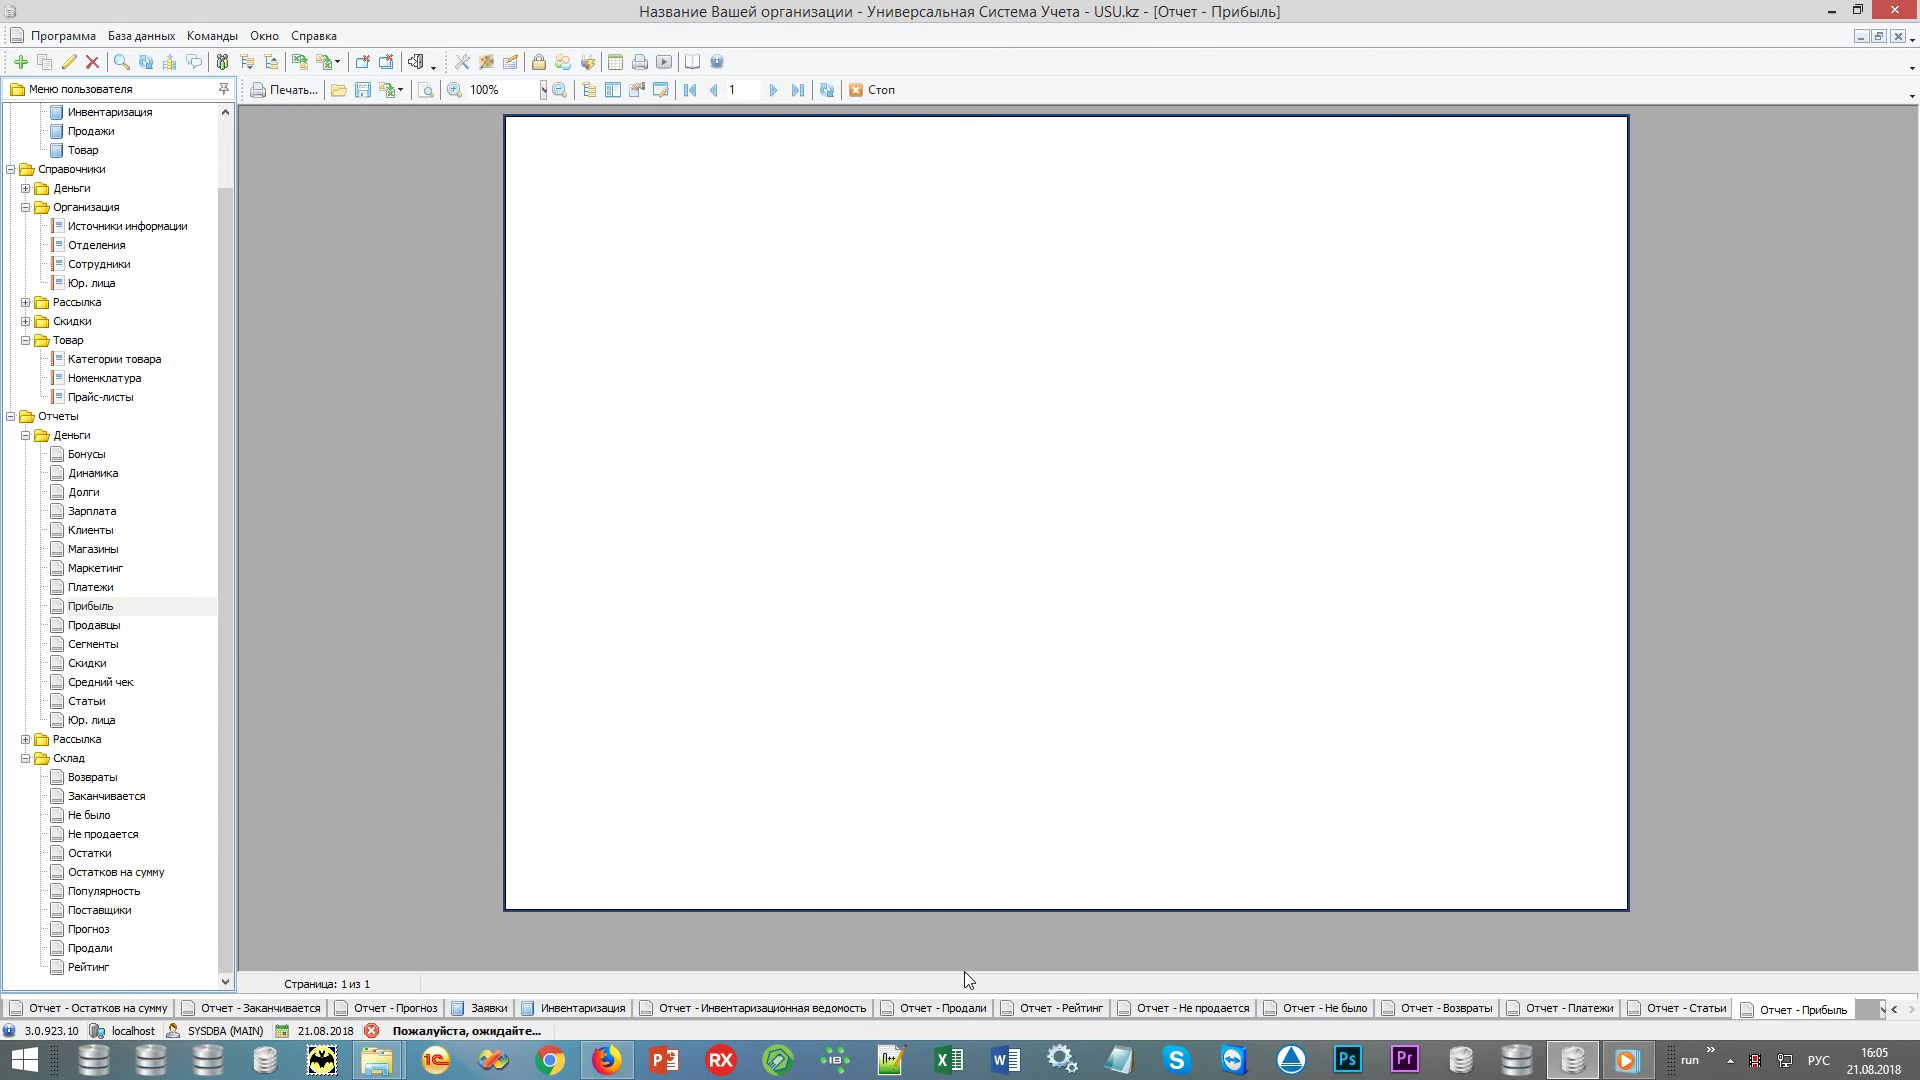 Название Вашей организации - Универсальная Система Учета - USU.kz - [Отчет - Прибыль]
Программа База данных Команды Окно Справка
Меню пользователя
Печать... 100% 1 Стоп
Инвентаризация
Продажи
Товар
Справочники
Деньги
Организация
Источники информации
Отделения
Сотрудники
Юр. лица
Рассылка
Скидки
Товар
Категории товара
Номенклатура
Прайс-листы
Отчеты
Деньги
Бонусы
Динамика
Долги
Зарплата
Клиенты
Магазины
Маркетинг
Платежи
Прибыль
Продавцы
Сегменты
Скидки
Средний чек
Статьи
Юр. лица
Рассылка
Склад
Возвраты
Заканчивается
Не было
Не продается
Остатки
Остатков на сумму
Популярность
Поставщики
Прогноз
Продали
Рейтинг
Страница: 1 из 1
Отчет - Остатков на сумму Отчет - Заканчивается Отчет - Прогноз Заявки Инвентаризация Отчет - Инвентаризационная ведомость Отчет - Продали Отчет - Рейтинг Отчет - Не продается Отчет - Не было Отчет - Возвраты Отчет - Платежи Отчет - Статьи Отчет - Прибыль
3.0.923.10 localhost SYSDBA (MAIN) 21.08.2018 Пожалуйста, ожидайте...
run РУС 16:05
21.08.2018